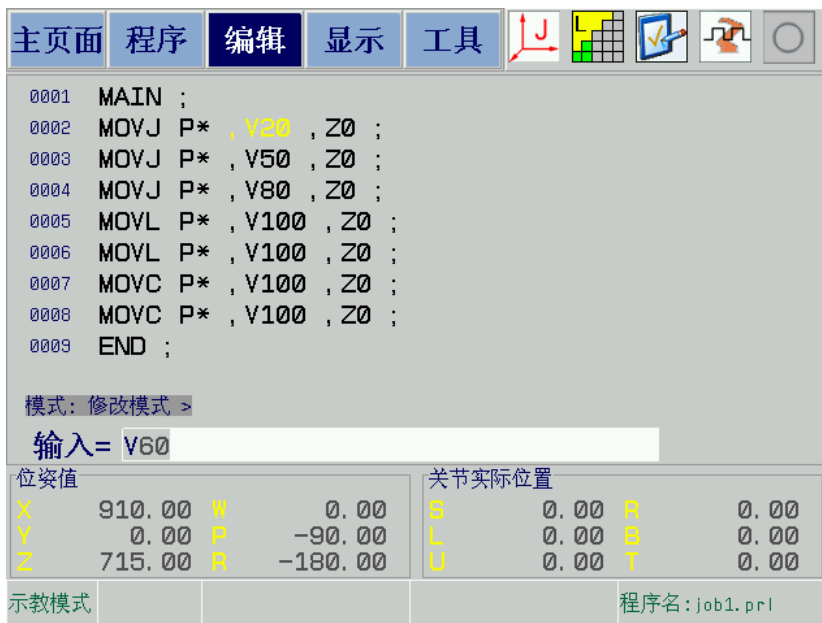 主页面 程序 编辑 显示 工具 J L
0001 MAIN ;
0002 MOVJ P* ,V20 ,Z0 ;
0003 MOVJ P* ,V50 ,Z0 ;
0004 MOVJ P* ,V80 ,Z0 ;
0005 MOVL P* ,V100 ,Z0 ;
0006 MOVL P* ,V100 ,Z0 ;
0007 MOVC P* ,V100 ,Z0 ;
0008 MOVC P* ,V100 ,Z0 ;
0009 END ;
模式: 修改模式 >
输入= V60
位姿值
X 910.00 W 0.00
Y 0.00 P -90.00
Z 715.00 R -180.00
关节实际位置
S 0.00 R 0.00
L 0.00 B 0.00
U 0.00 T 0.00
示教模式
程序名:job1.prl